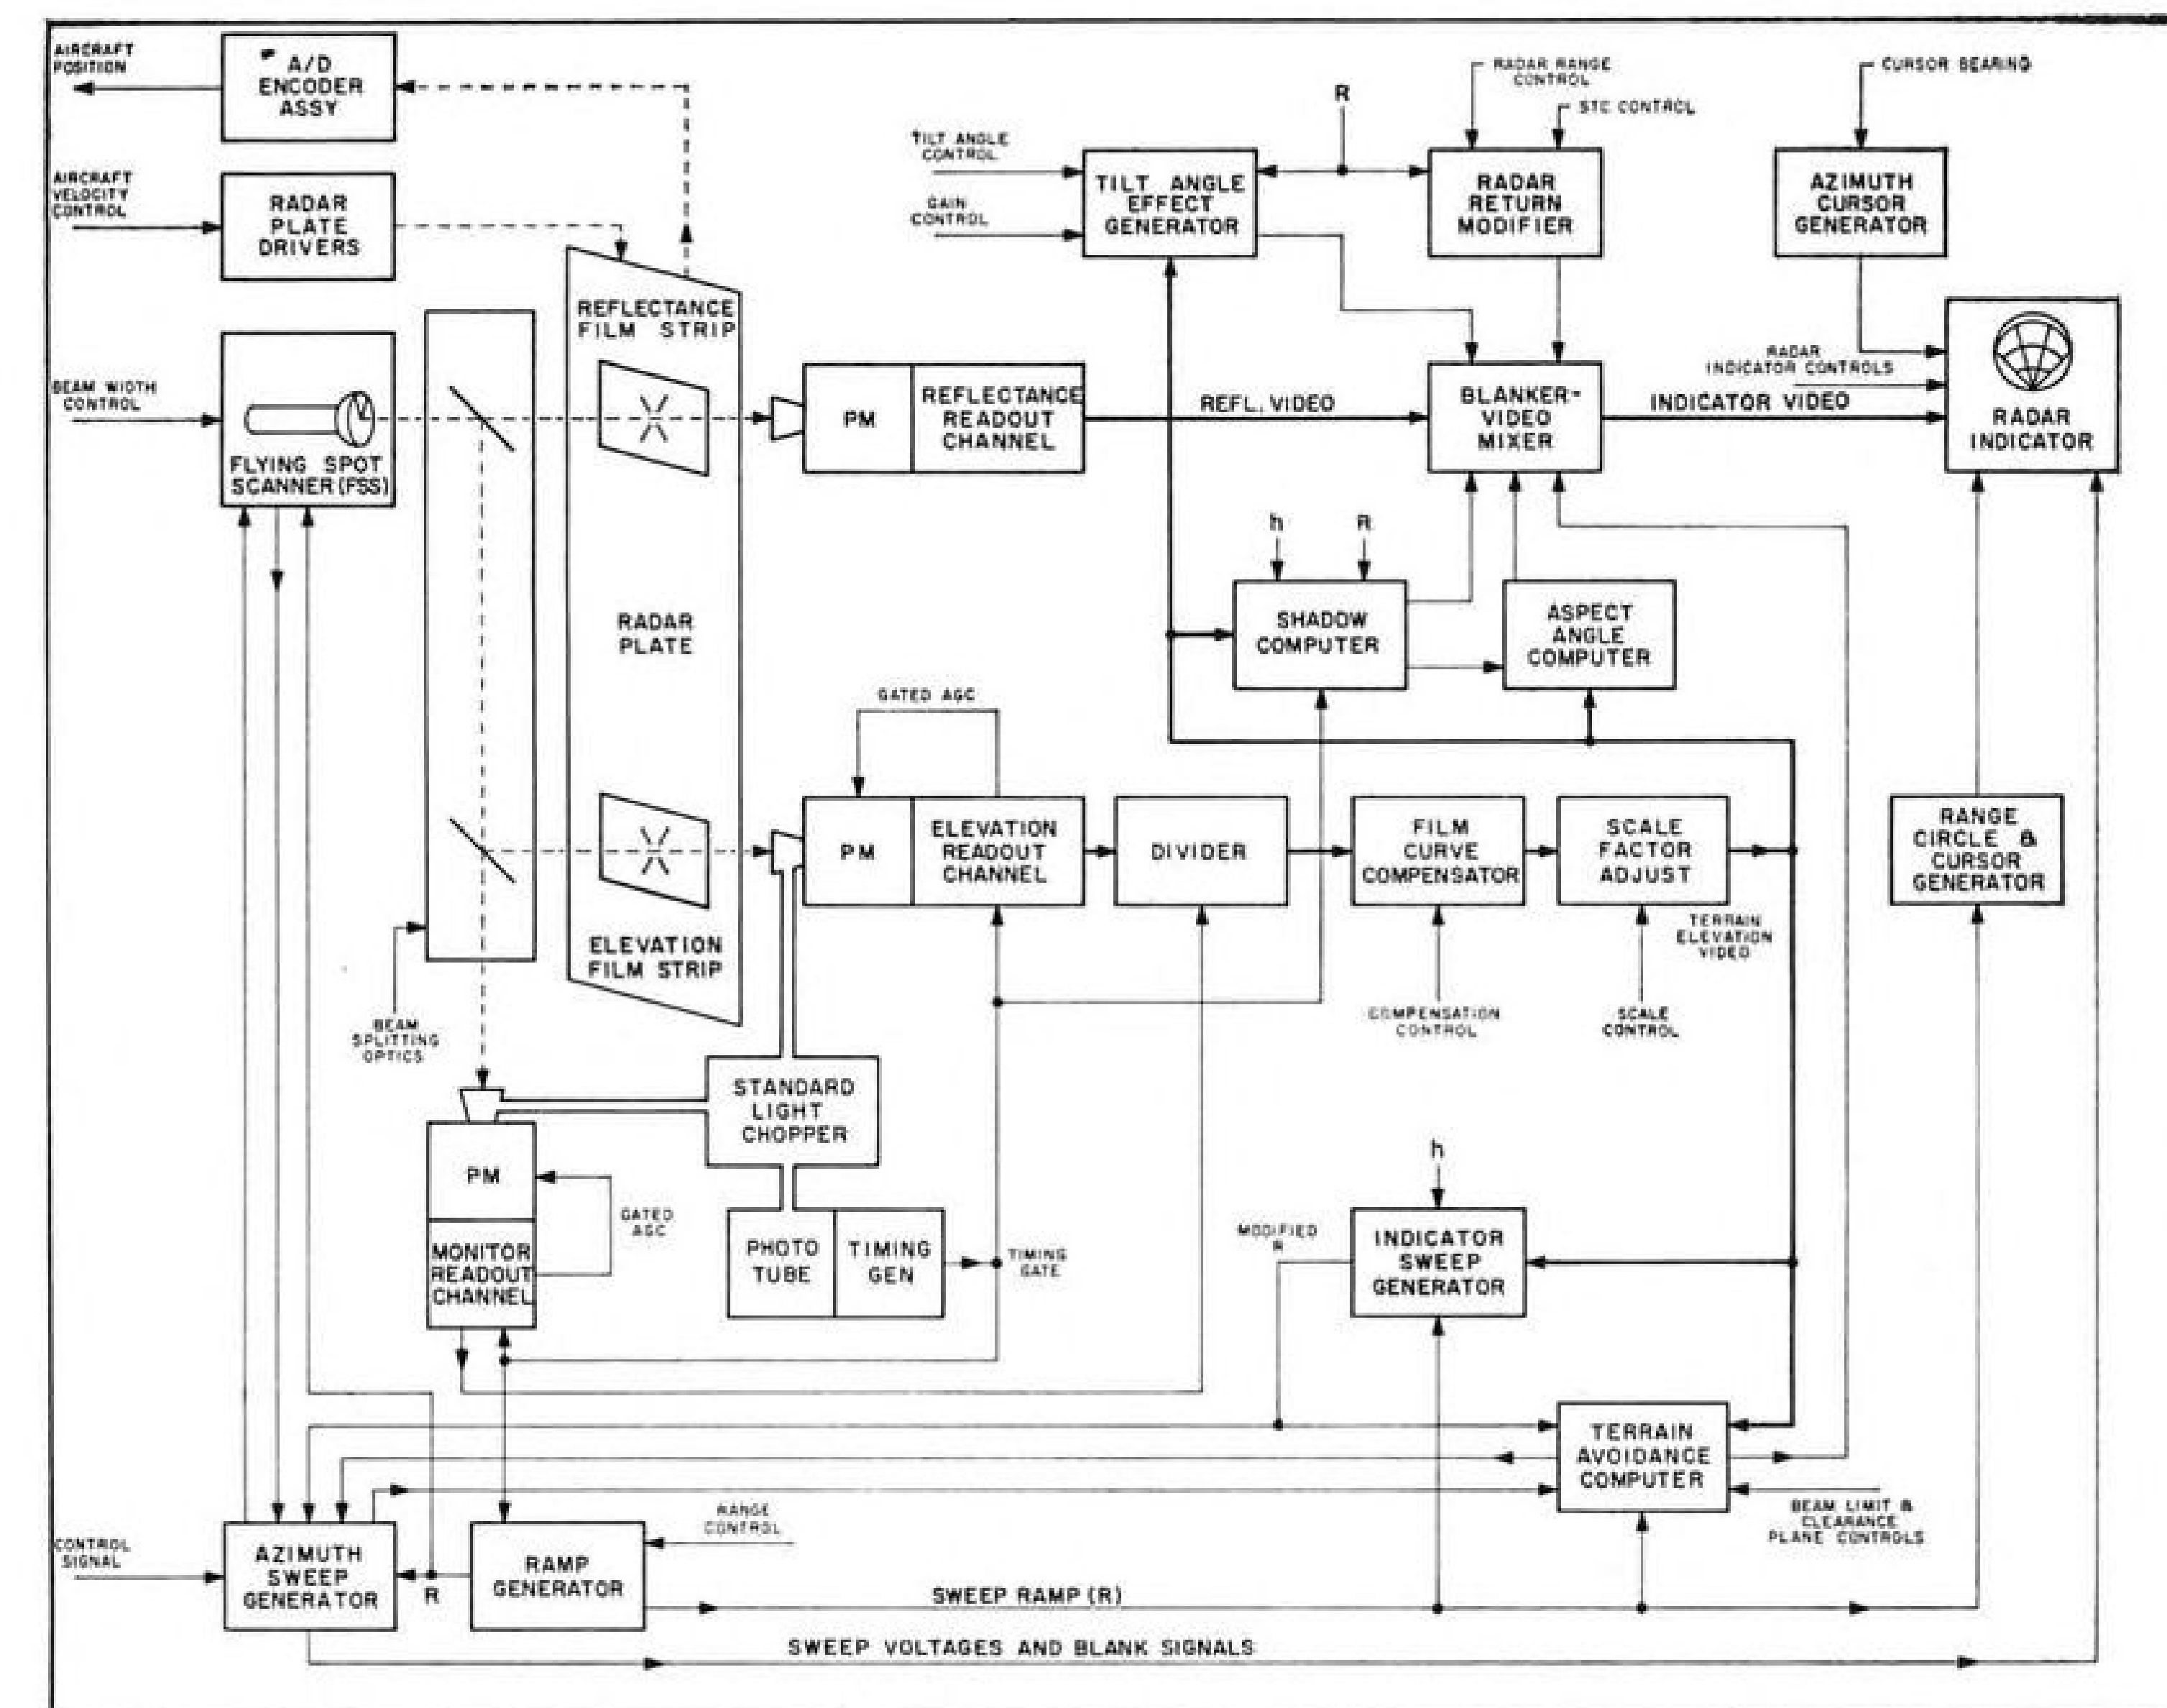 AIRCRAFT
POSITION
A/D
ENCODER
ASSY
AIRCRAFT
VELOCITY
CONTROL
RADAR
PLATE
DRIVERS
BEAM WIDTH
CONTROL
FLYING SPOT
SCANNER (FSS)
REFLECTANCE
FILM STRIP
RADAR
PLATE
ELEVATION
FILM STRIP
BEAM
SPLITTING
OPTICS
PM
REFLECTANCE
READOUT
CHANNEL
REFL. VIDEO
TILT ANGLE
CONTROL
GAIN
CONTROL
TILT ANGLE
EFFECT
GENERATOR
R
RADAR RANGE
CONTROL
STC CONTROL
RADAR
RETURN
MODIFIER
CURSOR BEARING
AZIMUTH
CURSOR
GENERATOR
BLANKER-
VIDEO
MIXER
INDICATOR VIDEO
RADAR
INDICATOR CONTROLS
RADAR
INDICATOR
h
R
SHADOW
COMPUTER
ASPECT
ANGLE
COMPUTER
GATED AGC
PM
ELEVATION
READOUT
CHANNEL
DIVIDER
FILM
CURVE
COMPENSATOR
SCALE
FACTOR
ADJUST
TERRAIN
ELEVATION
VIDEO
COMPENSATION
CONTROL
SCALE
CONTROL
RANGE
CIRCLE &
CURSOR
GENERATOR
STANDARD
LIGHT
CHOPPER
PM
MONITOR
READOUT
CHANNEL
GATED
AGC
PHOTO
TUBE
TIMING
GEN
TIMING
GATE
h
MODIFIED
R
INDICATOR
SWEEP
GENERATOR
TERRAIN
AVOIDANCE
COMPUTER
BEAM LIMIT &
CLEARANCE
PLANE CONTROLS
CONTROL
SIGNAL
AZIMUTH
SWEEP
GENERATOR
R
RAMP
GENERATOR
RANGE
CONTROL
SWEEP RAMP (R)
SWEEP VOLTAGES AND BLANK SIGNALS